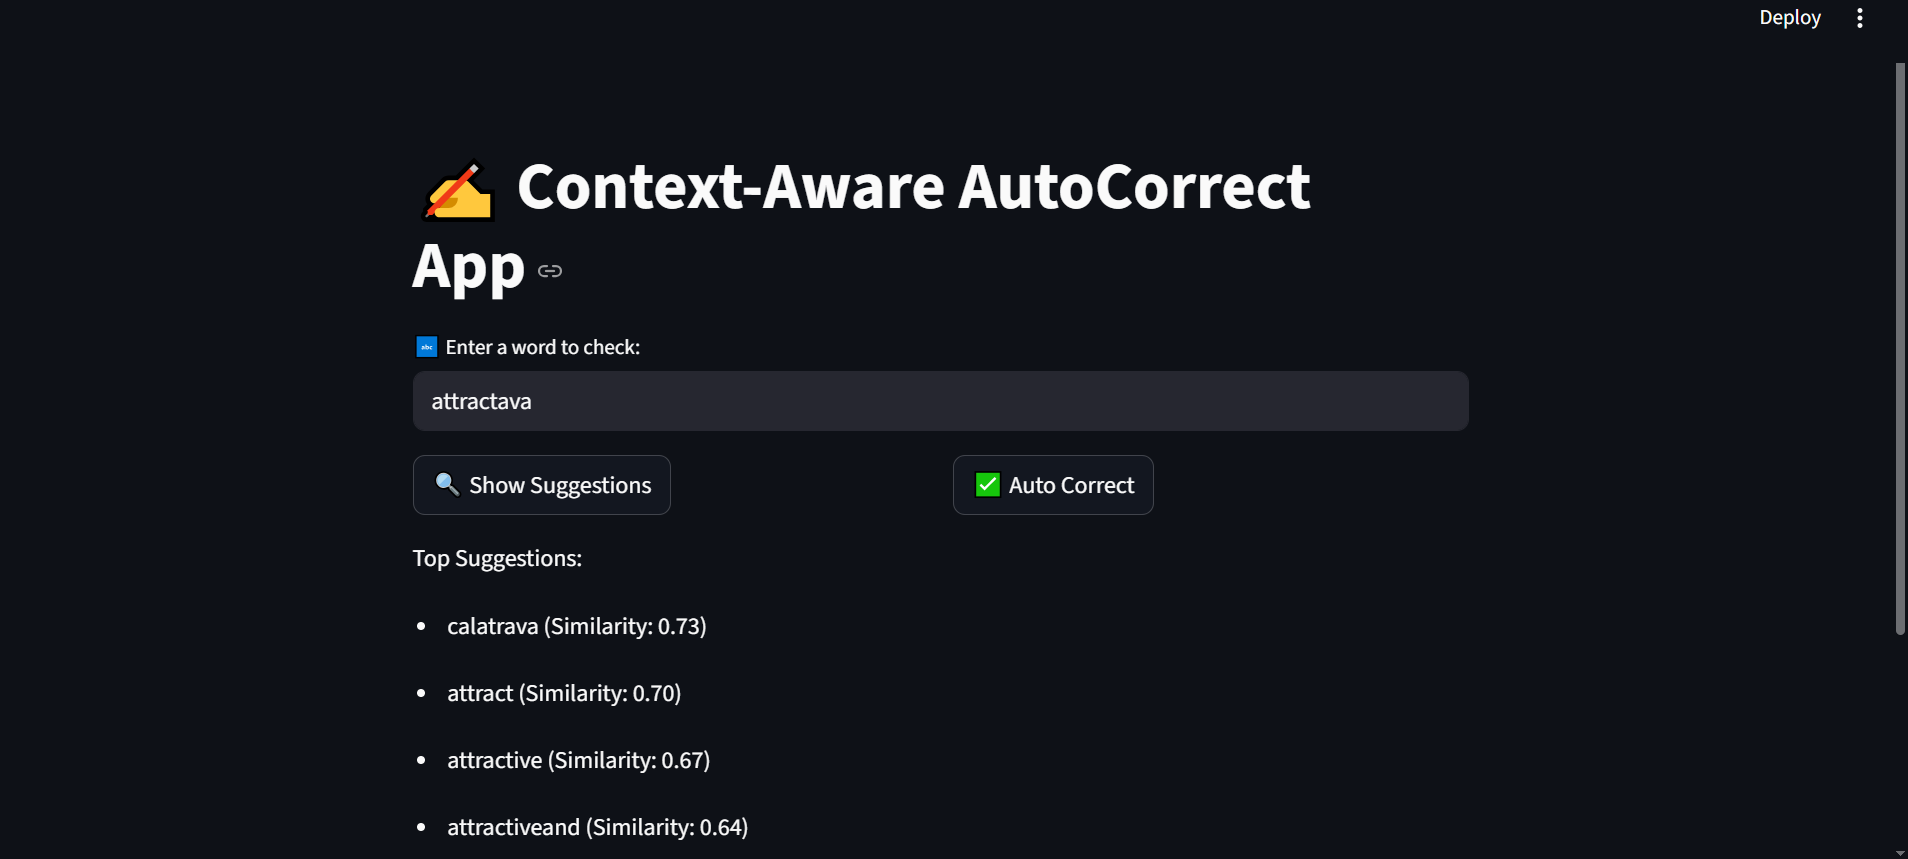 Deploy
Context-Aware AutoCorrect
App
abc Enter a word to check:
attractava
Show Suggestions
Auto Correct
Top Suggestions:
calatrava (Similarity: 0.73)
attract (Similarity: 0.70)
attractive (Similarity: 0.67)
attractiveand (Similarity: 0.64)